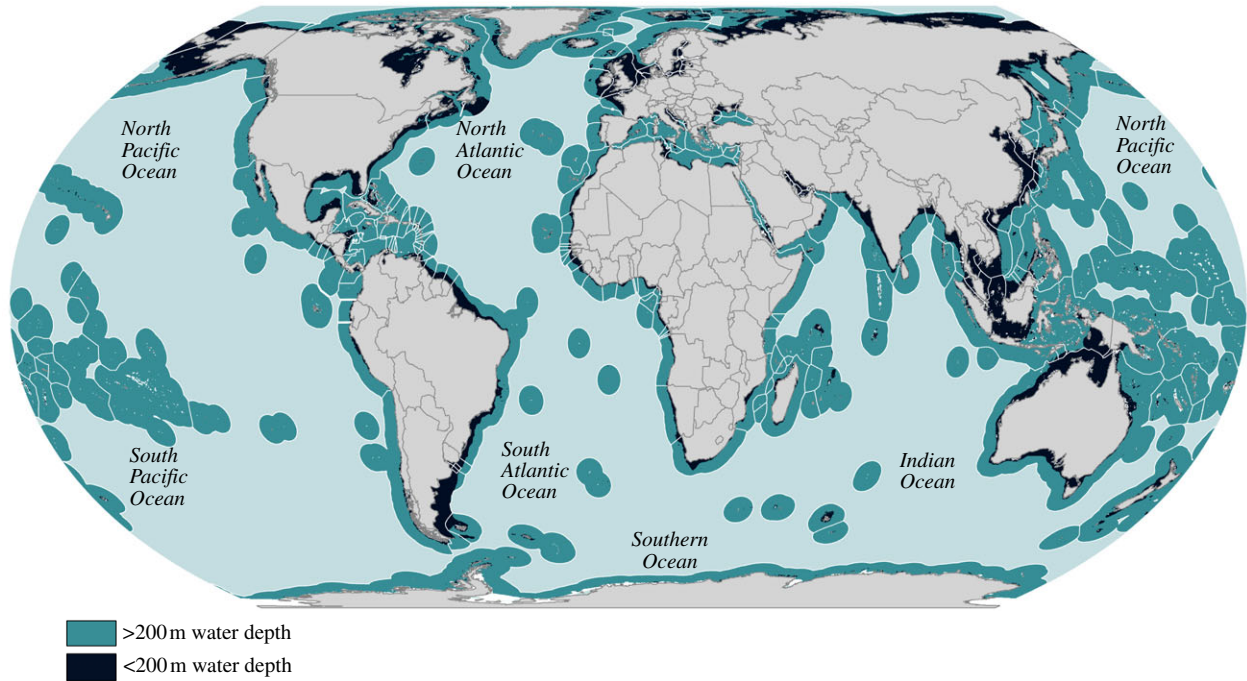 North
Pacific
Ocean
North
Atlantic
Ocean
North
Pacific
Ocean
South
Pacific
Ocean
South
Atlantic
Ocean
Indian
Ocean
Southern
Ocean
>200 m water depth
<200 m water depth